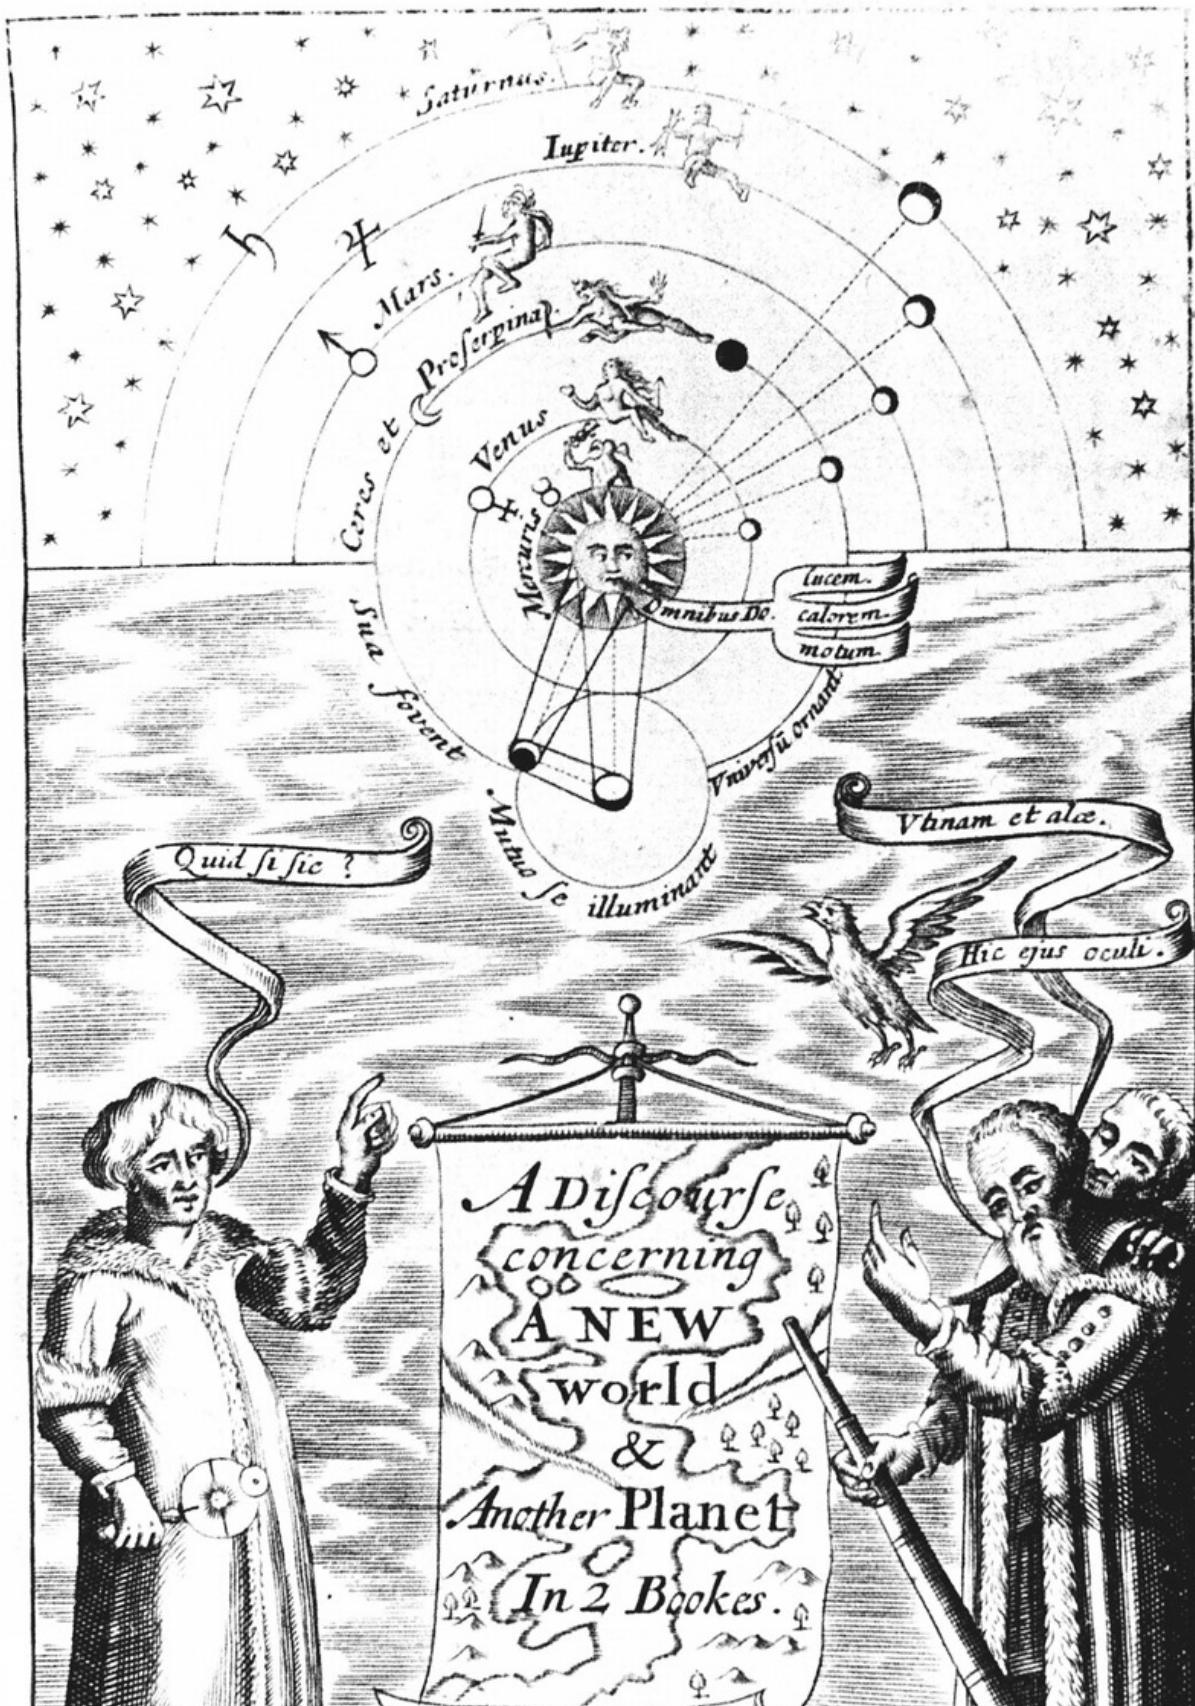 Saturnus.
Iupiter.
♄
♃
Mars.
♂
Ceres et Proſerpina
Venus
♀
Mercuris
☿
lucem.
Omnibus Do. calorem.
motum.
Sua fovent
Vniverſũ ornant
Mutuo ſe illuminant
Quid ſi ſic ?
Vtinam et alæ.
Hic ejus oculi.
A Diſcourſe
concerning
A NEW
world
&
Another Planet
In 2 Bookes.